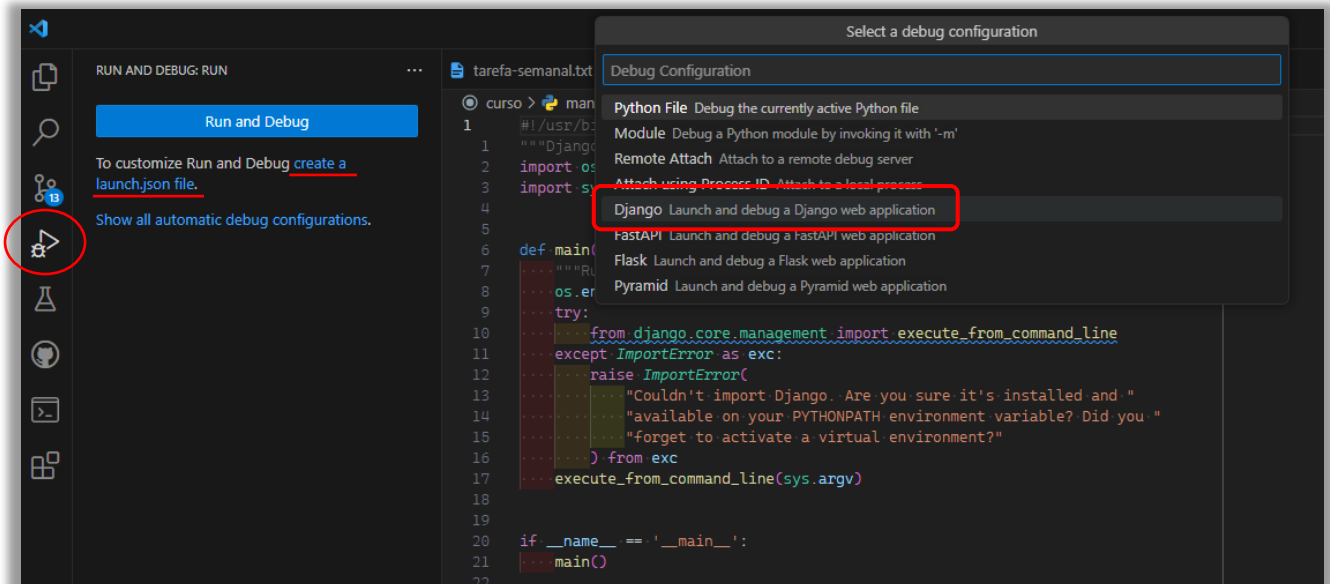 RUN AND DEBUG: RUN ...
Run and Debug
To customize Run and Debug create a
launch.json file.
Show all automatic debug configurations.
13
tarefa-semanal.txt
curso > man
Select a debug configuration
Debug Configuration
Python File Debug the currently active Python file
Module Debug a Python module by invoking it with '-m'
Remote Attach Attach to a remote debug server
Attach using Process ID Attach to a local process
Django Launch and debug a Django web application
FastAPI Launch and debug a FastAPI web application
Flask Launch and debug a Flask web application
Pyramid Launch and debug a Pyramid web application
1 #!/usr/bi
1 """Django
2 import os
3 import sy
4
5
6 def main(
7 """Ru
8 os.en
9 try:
10 from django.core.management import execute_from_command_line
11 except ImportError as exc:
12 raise ImportError(
13 "Couldn't import Django. Are you sure it's installed and "
14 "available on your PYTHONPATH environment variable? Did you "
15 "forget to activate a virtual environment?"
16 ) from exc
17 execute_from_command_line(sys.argv)
18
19
20 if __name__ == '__main__':
21 main()
22